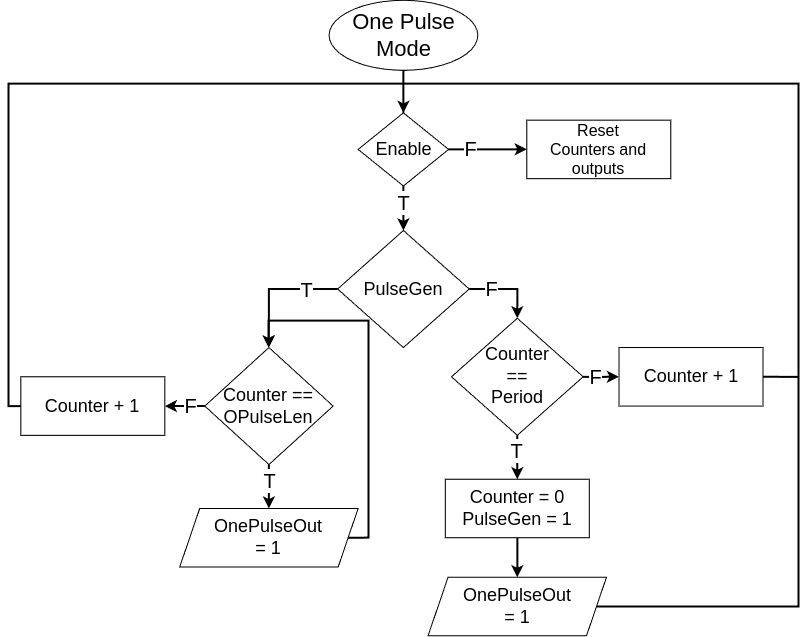 One Pulse
Mode
Enable
F
Reset
Counters and
outputs
T
PulseGen
T
F
Counter
==
Period
F
Counter + 1
Counter + 1
F
Counter ==
OPulseLen
T
T
Counter = 0
PulseGen = 1
OnePulseOut
= 1
OnePulseOut
= 1